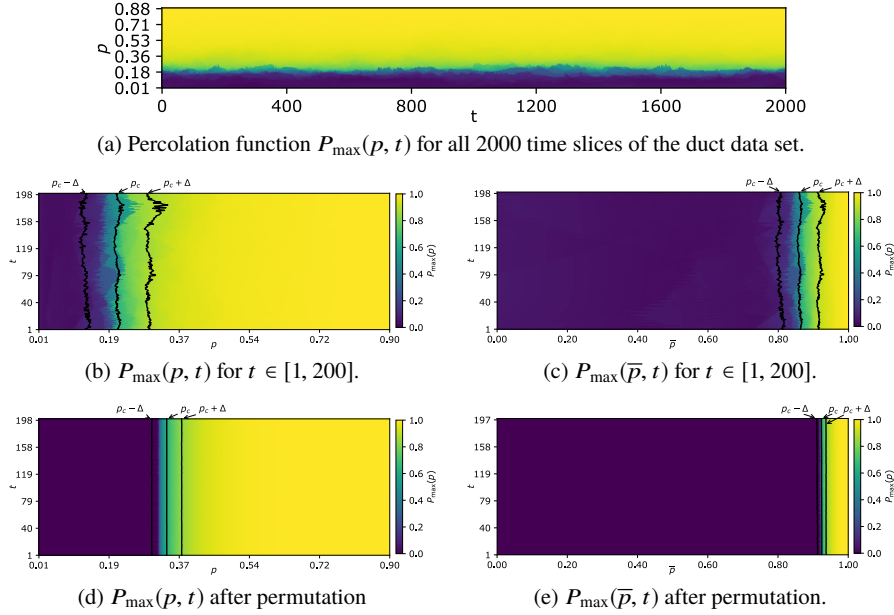 0.88
0.71
0.53
0.36
0.18
0.01
p
0 400 800 1200 1600 2000
t
(a) Percolation function P_max(p, t) for all 2000 time slices of the duct data set.
p_c − Δ p_c p_c + Δ
198
158
119
79
40
1
t
0.01 0.19 0.37 0.54 0.72 0.90
p
1.0
0.8
0.6
0.4
0.2
0.0
P_max(p)
(b) P_max(p, t) for t ∈ [1, 200].
p_c − Δ p_c p_c + Δ
198
158
119
79
40
1
t
0.00 0.20 0.40 0.60 0.80 1.00
p̅
1.0
0.8
0.6
0.4
0.2
0.0
P_max(p)
(c) P_max(p̅, t) for t ∈ [1, 200].
p_c − Δ p_c p_c + Δ
198
158
119
79
40
1
t
0.01 0.19 0.37 0.54 0.72 0.90
p
1.0
0.8
0.6
0.4
0.2
0.0
P_max(p)
(d) P_max(p, t) after permutation
p_c − Δ p_c p_c + Δ
197
158
119
79
40
1
t
0.00 0.20 0.40 0.60 0.80 1.00
p̅
1.0
0.8
0.6
0.4
0.2
0.0
P_max(p)
(e) P_max(p̅, t) after permutation.